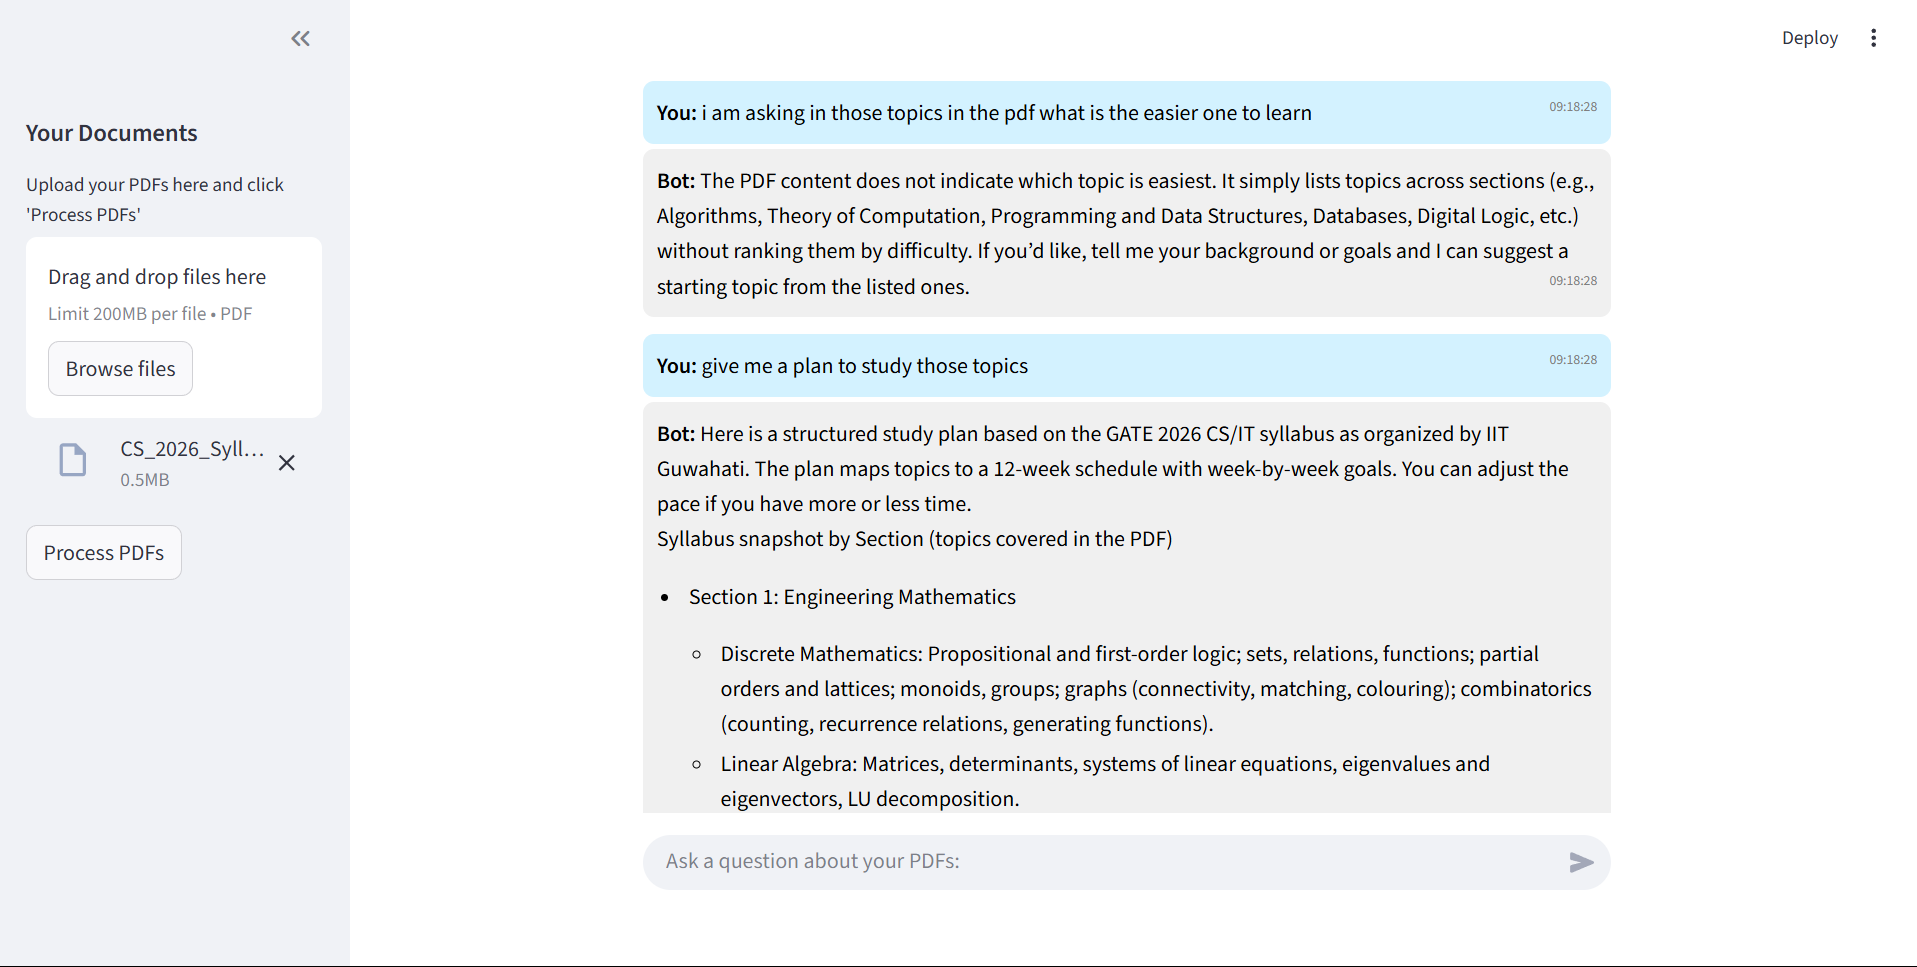 Deploy
Your Documents
Upload your PDFs here and click
'Process PDFs'
Drag and drop files here
Limit 200MB per file • PDF
Browse files
CS_2026_Syll...
0.5MB
Process PDFs
You: i am asking in those topics in the pdf what is the easier one to learn
09:18:28
Bot: The PDF content does not indicate which topic is easiest. It simply lists topics across sections (e.g.,
Algorithms, Theory of Computation, Programming and Data Structures, Databases, Digital Logic, etc.)
without ranking them by difficulty. If you’d like, tell me your background or goals and I can suggest a
starting topic from the listed ones.
09:18:28
You: give me a plan to study those topics
09:18:28
Bot: Here is a structured study plan based on the GATE 2026 CS/IT syllabus as organized by IIT
Guwahati. The plan maps topics to a 12-week schedule with week-by-week goals. You can adjust the
pace if you have more or less time.
Syllabus snapshot by Section (topics covered in the PDF)
• Section 1: Engineering Mathematics
◦ Discrete Mathematics: Propositional and first-order logic; sets, relations, functions; partial
orders and lattices; monoids, groups; graphs (connectivity, matching, colouring); combinatorics
(counting, recurrence relations, generating functions).
◦ Linear Algebra: Matrices, determinants, systems of linear equations, eigenvalues and
eigenvectors, LU decomposition.
Ask a question about your PDFs: